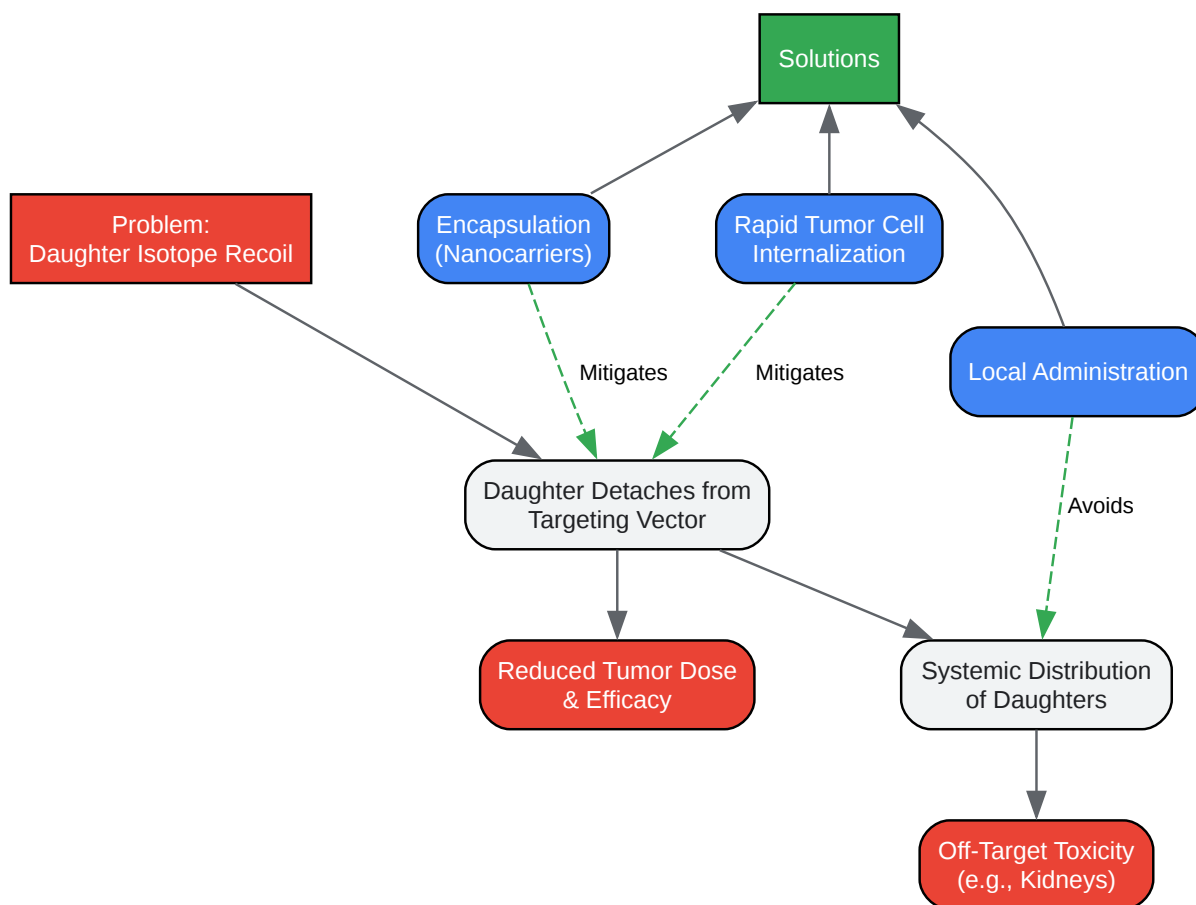 Solutions
Problem:
Daughter Isotope Recoil
Encapsulation
(Nanocarriers)
Rapid Tumor Cell
Internalization
Local Administration
Mitigates
Mitigates
Daughter Detaches from
Targeting Vector
Avoids
Reduced Tumor Dose
& Efficacy
Systemic Distribution
of Daughters
Off-Target Toxicity
(e.g., Kidneys)